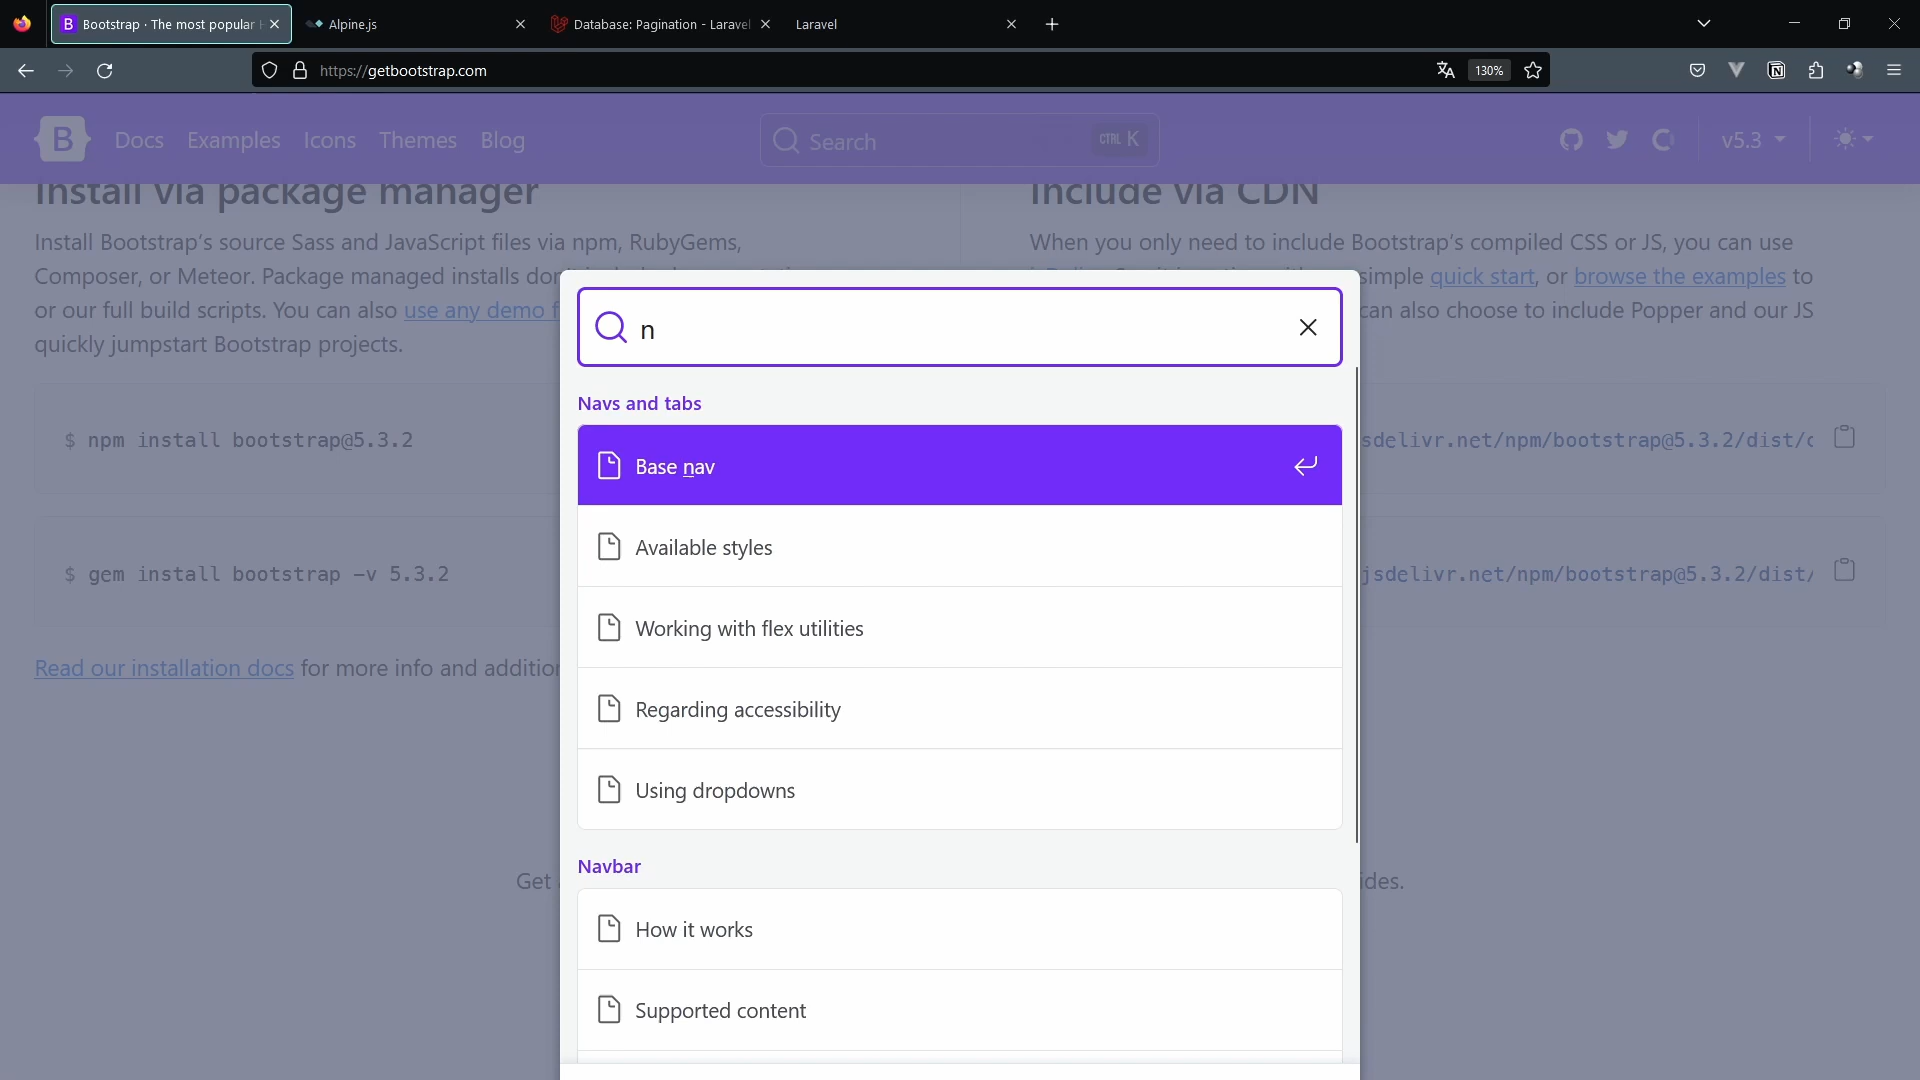 Bootstrap · The most popular H
Alpine.js
Database: Pagination - Laravel
Laravel
https://getbootstrap.com
130%
B
Docs
Examples
Icons
Themes
Blog
Search
CTRL K
v5.3
Install via package manager
Install Bootstrap's source Sass and JavaScript files via npm, RubyGems,
Composer, or Meteor. Package managed installs don't
or our full build scripts. You can also use any demo f
quickly jumpstart Bootstrap projects.
$ npm install bootstrap@5.3.2
$ gem install bootstrap -v 5.3.2
Read our installation docs for more info and addition
Include via CDN
When you only need to include Bootstrap's compiled CSS or JS, you can use
simple quick start, or browse the examples to
can also choose to include Popper and our JS
sdelivr.net/npm/bootstrap@5.3.2/dist/c
jsdelivr.net/npm/bootstrap@5.3.2/dist/
n
Navs and tabs
Base nav
Available styles
Working with flex utilities
Regarding accessibility
Using dropdowns
Navbar
How it works
Supported content
Get
ides.